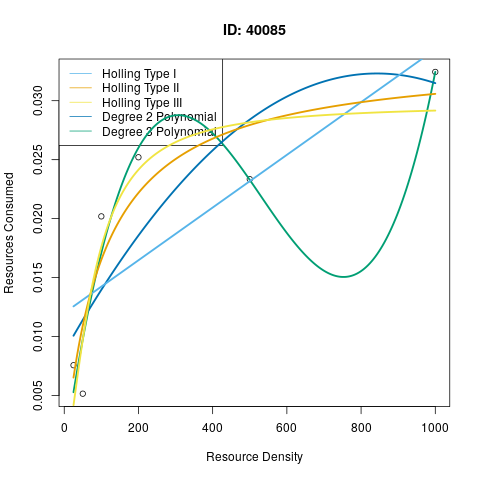 ID: 40085
Holling Type I
Holling Type II
Holling Type III
Degree 2 Polynomial
Degree 3 Polynomial
Resources Consumed
0.030
0.025
0.020
0.015
0.010
0.005
0 200 400 600 800 1000
Resource Density